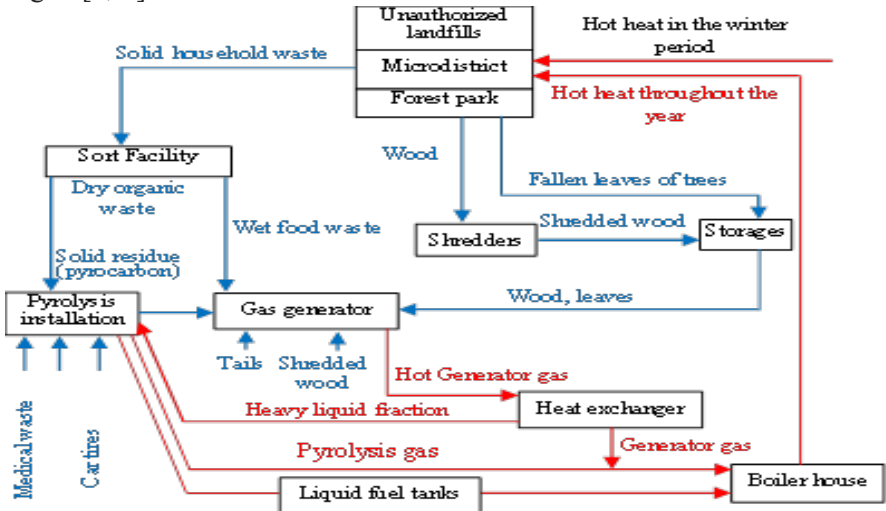 Unauthorized
landfills
Hot heat in the winter
period
Solid household waste
Microdistrict
Hot heat throughout the
year
Forest park
Sort Facility
Wood
Fallen leaves of trees
Dry organic
waste
Wet food waste
Shredded wood
Shredders
Storages
Solid residue
(pyrocarbon)
Pyrolysis
installation
Gas generator
Wood, leaves
Tails
Shredded
wood
Hot Generator gas
Heavy liquid fraction
Heat exchanger
Medical waste
Car tires
Pyrolysis gas
Generator gas
Boiler house
Liquid fuel tanks